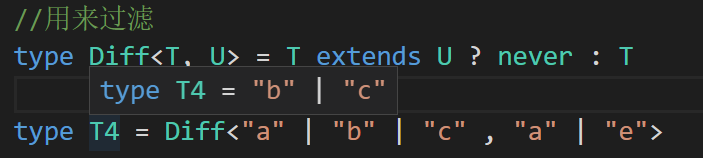 //用来过滤
type Diff<T, U> = T extends U ? never : T
type T4 = "b" | "c"
type T4 = Diff<"a" | "b" | "c" , "a" | "e">